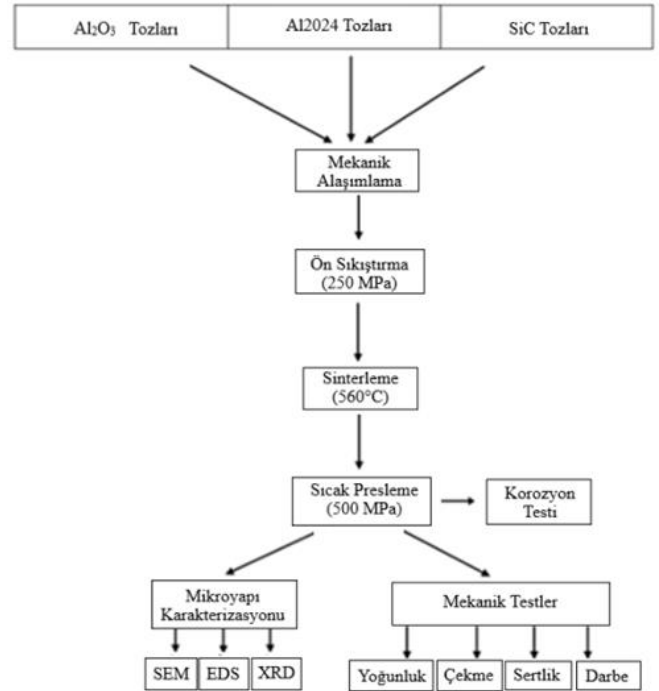 Al₂O₃ Tozları
Al2024 Tozları
SiC Tozları
Mekanik
Alaşımlama
Ön Sıkıştırma
(250 MPa)
Sinterleme
(560°C)
Sıcak Presleme
(500 MPa)
Korozyon
Testi
Mikroyapı
Karakterizasyonu
Mekanik Testler
SEM
EDS
XRD
Yoğunluk
Çekme
Sertlik
Darbe